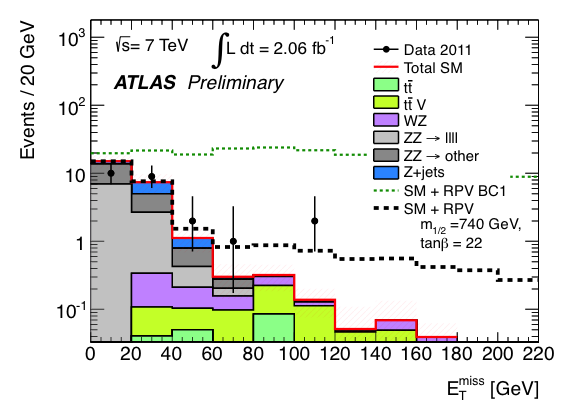 Events / 20 GeV
10³
10²
10
1
10⁻¹
√s= 7 TeV
∫L dt = 2.06 fb⁻¹
ATLAS Preliminary
Data 2011
Total SM
tt̄
tt̄ V
WZ
ZZ → llll
ZZ → other
Z+jets
SM + RPV BC1
SM + RPV
m₁/₂ =740 GeV,
tanβ = 22
0 20 40 60 80 100 120 140 160 180 200 220
E_T^miss [GeV]